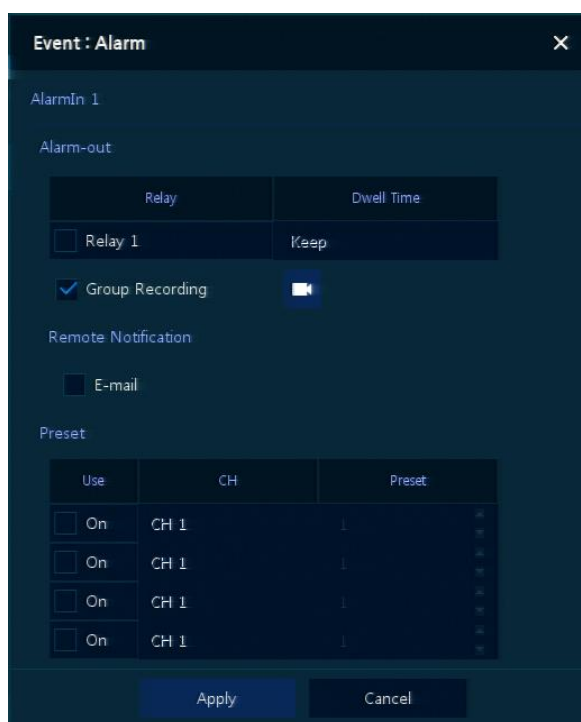 Event : Alarm
AlarmIn 1
Alarm-out
Relay Dwell Time
Relay 1 Keep
Group Recording
Remote Notification
E-mail
Preset
Use CH Preset
On CH 1 1
On CH 1 1
On CH 1 1
On CH 1 1
Apply Cancel